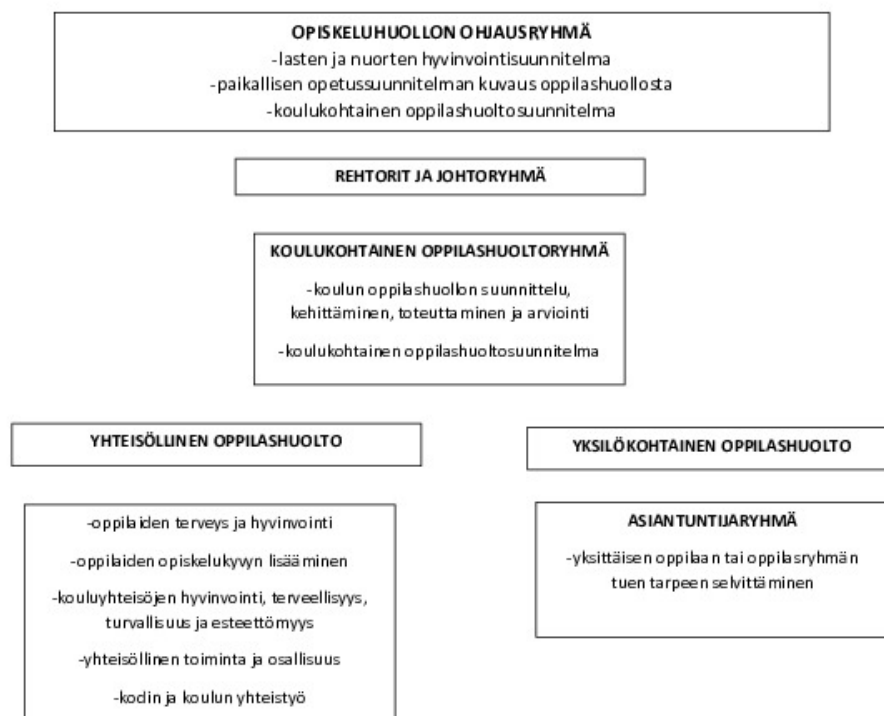 OPISKELUHUOLLON OHJAUSRYHMÄ
-lasten ja nuorten hyvinvointisuunnitelma
-paikallisen opetussuunnitelman kuvaus oppilashuollosta
-koulukohtainen oppilashuoltosuunnitelma
REHTORIT JA JOHTORYHMÄ
KOULUKOHTAINEN OPPILASHUOLTORYHMÄ
-koulun oppilashuollon suunnittelu,
kehittäminen, toteuttaminen ja arviointi
-koulukohtainen oppilashuoltosuunnitelma
YHTEISÖLLINEN OPPILASHUOLTO
-oppilaiden terveys ja hyvinvointi
-oppilaiden opiskelukyvyn lisääminen
-kouluyhteisöjen hyvinvointi, terveellisyys,
turvallisuus ja esteettömyys
-yhteisöllinen toiminta ja osallisuus
-kodin ja koulun yhteistyö
YKSILÖKOHTAINEN OPPILASHUOLTO
ASIANTUNTIJARYHMÄ
-yksittäisen oppilaan tai oppilasryhmän
tuen tarpeen selvittäminen